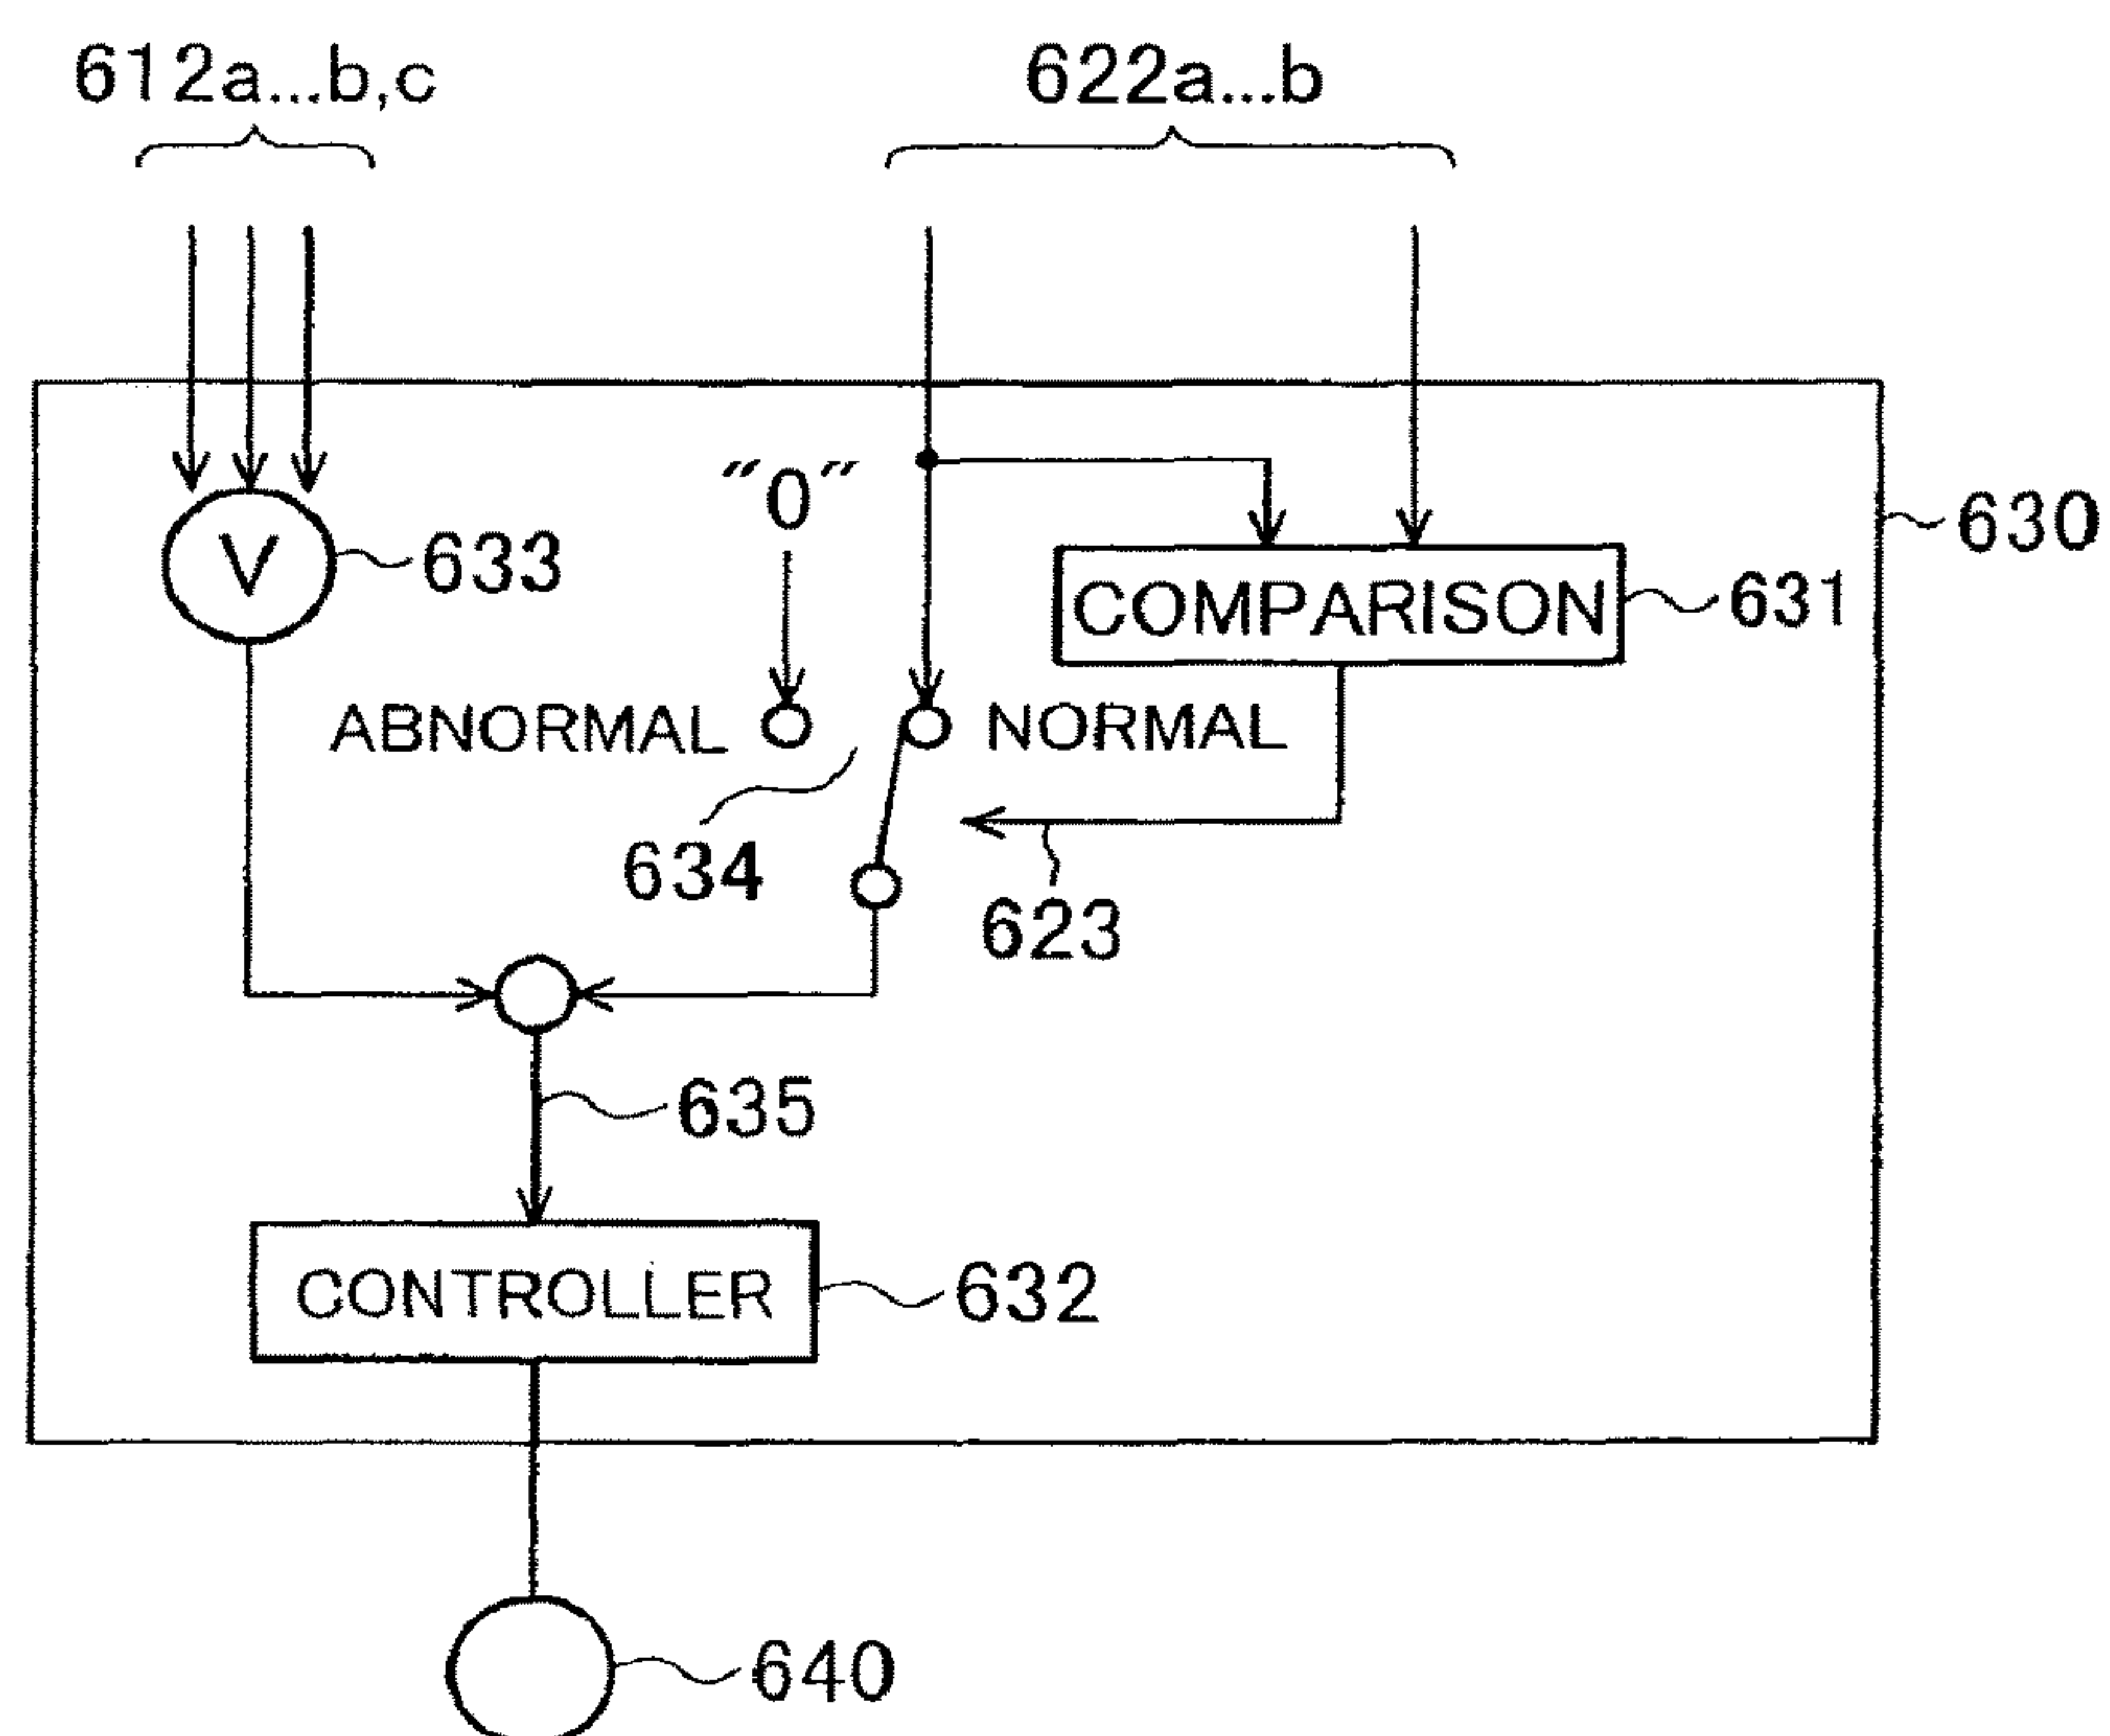 612a...b,c 622a...b
"0"
630
V 633
COMPARISON 631
ABNORMAL NORMAL
634
623
635
CONTROLLER 632
640